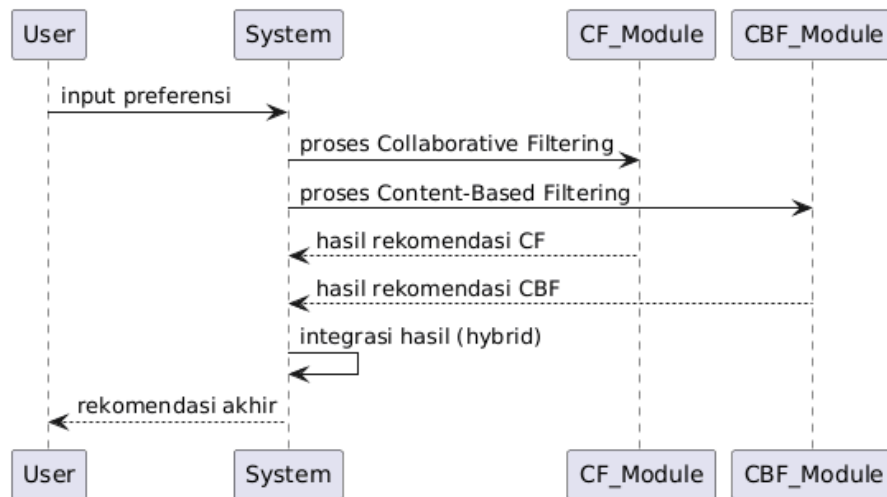 User System CF_Module CBF_Module
input preferensi
proses Collaborative Filtering
proses Content-Based Filtering
hasil rekomendasi CF
hasil rekomendasi CBF
integrasi hasil (hybrid)
rekomendasi akhir
User System CF_Module CBF_Module